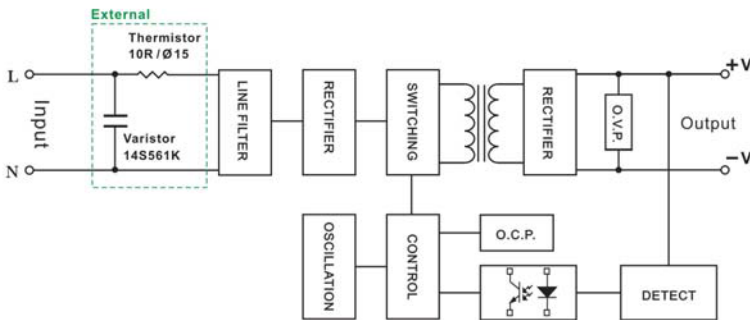 External
Thermistor
10R/Ø15
L
Input
Varistor
14S561K
N
LINE FILTER
RECTIFIER
SWITCHING
RECTIFIER
O.V.P.
+V
Output
−V
OSCILLATION
CONTROL
O.C.P.
DETECT